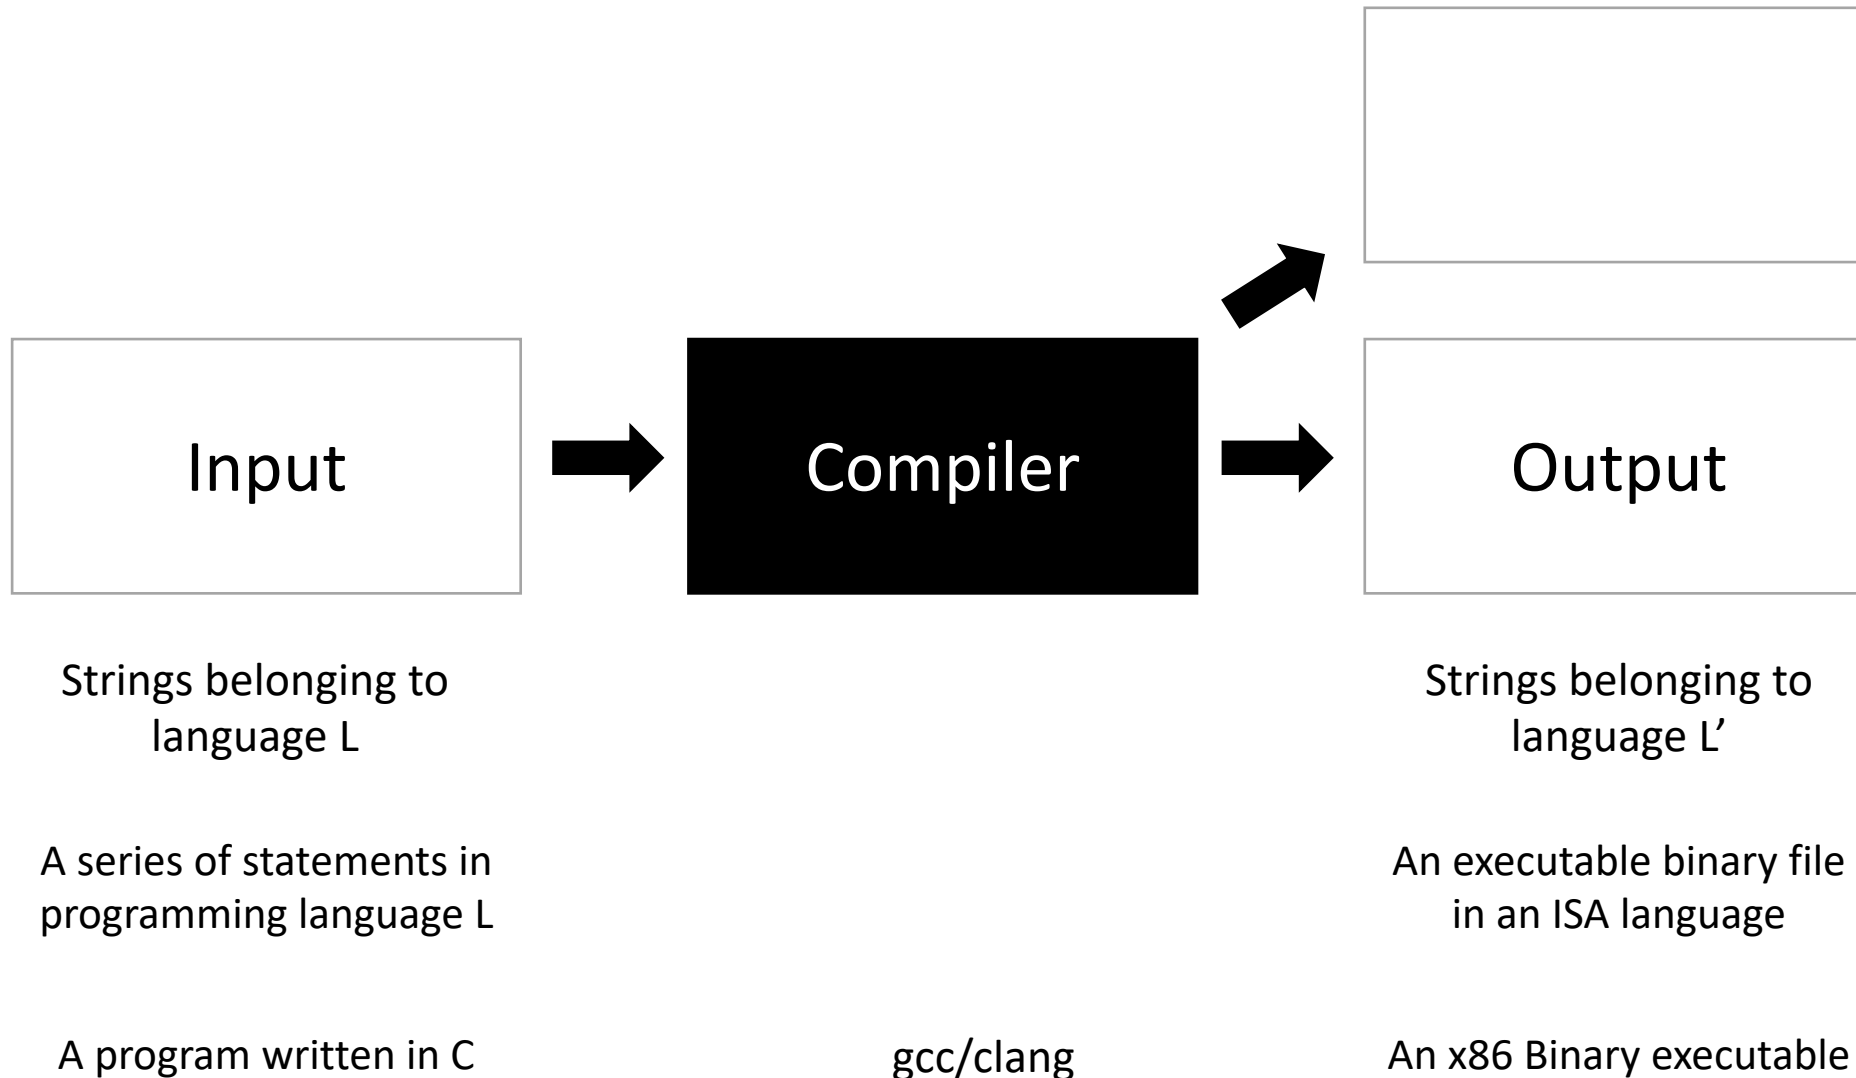 Input
Compiler
Output
Strings belonging to
language L
Strings belonging to
language L’
A series of statements in
programming language L
An executable binary file
in an ISA language
A program written in C
gcc/clang
An x86 Binary executable